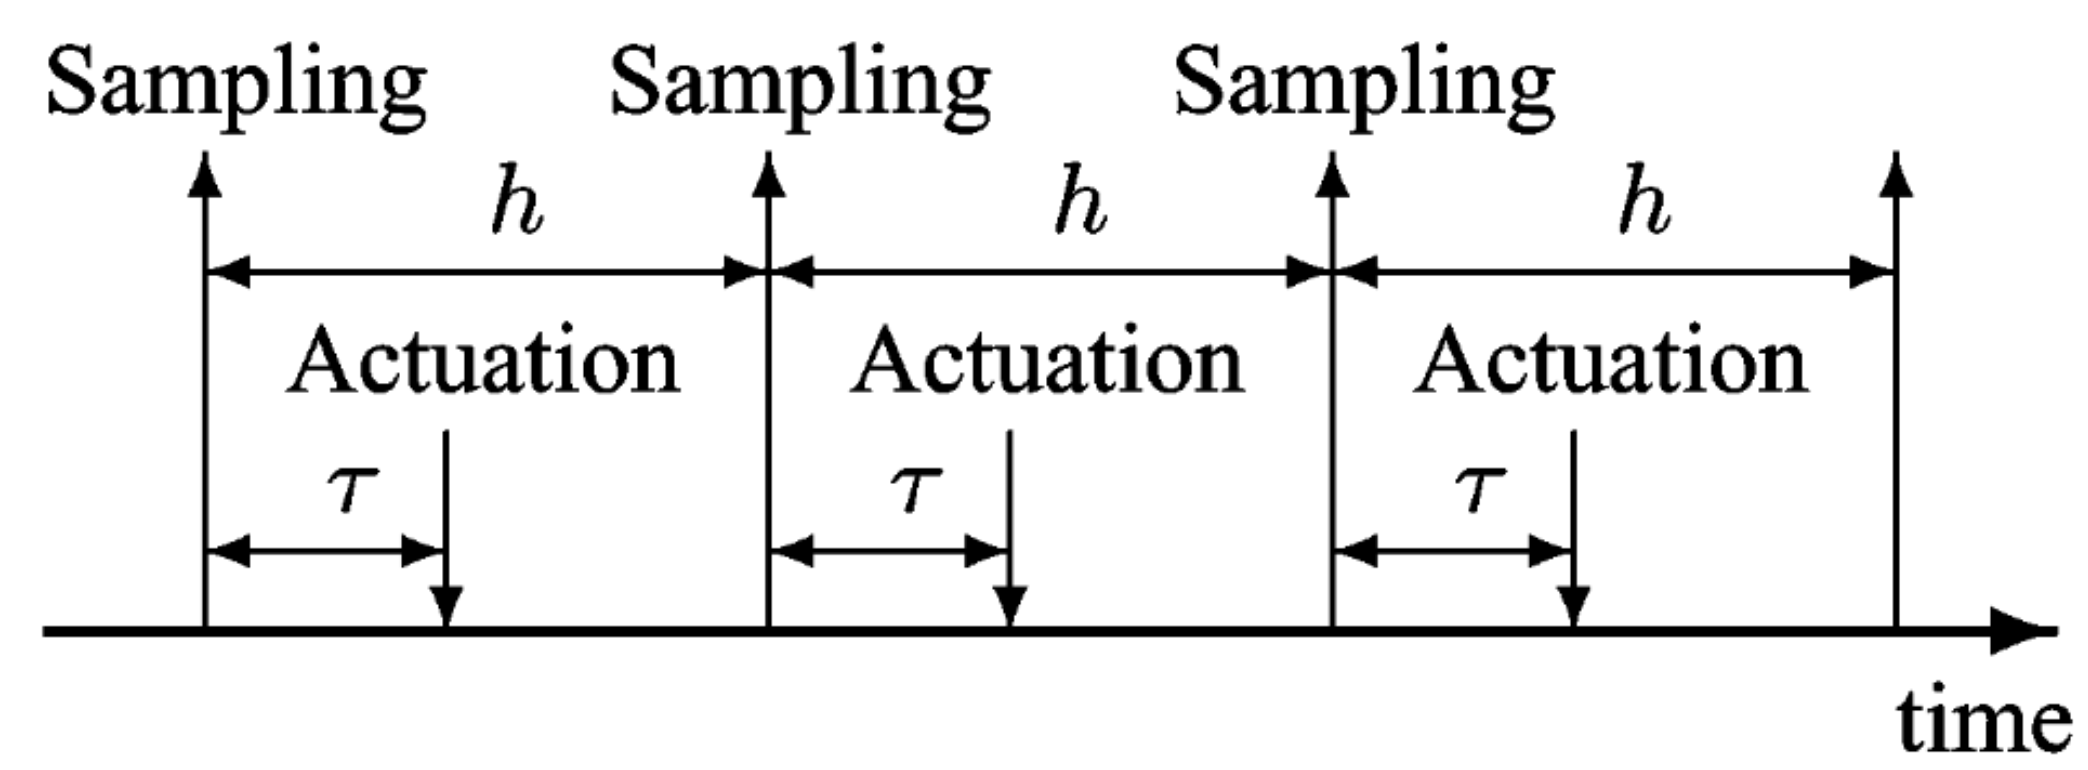 Sampling Sampling Sampling
h h h
Actuation Actuation Actuation
τ τ τ
time